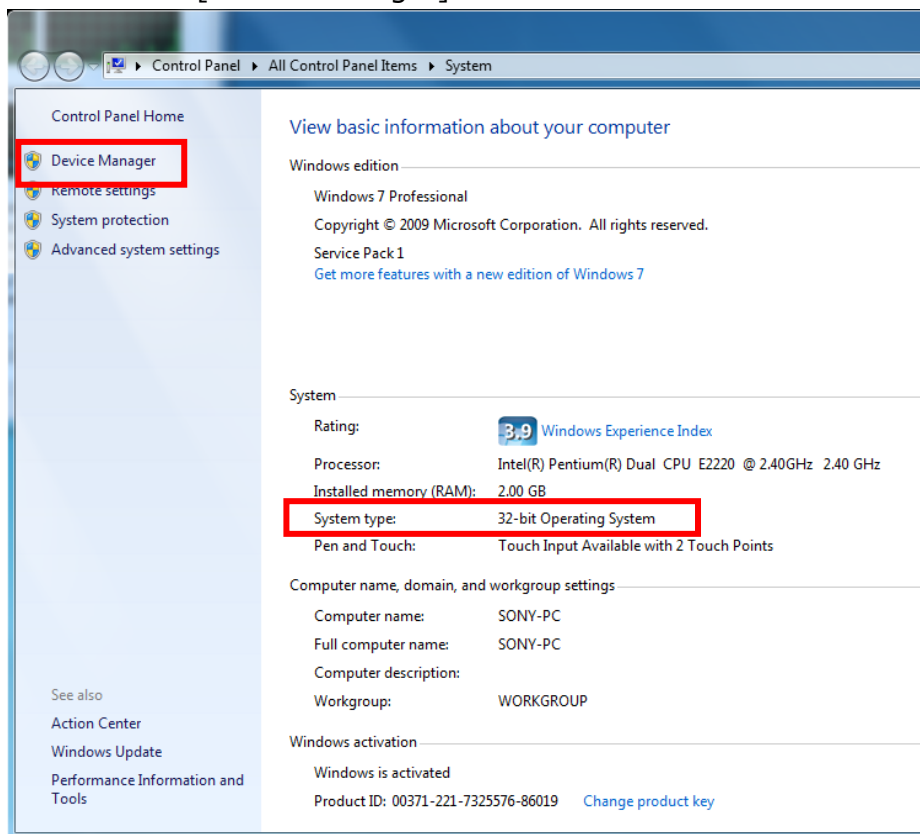 Control Panel ▸ All Control Panel Items ▸ System
Control Panel Home
Device Manager
Remote settings
System protection
Advanced system settings
View basic information about your computer
Windows edition
Windows 7 Professional
Copyright © 2009 Microsoft Corporation. All rights reserved.
Service Pack 1
Get more features with a new edition of Windows 7
System
Rating: 3.9 Windows Experience Index
Processor: Intel(R) Pentium(R) Dual CPU E2220 @ 2.40GHz 2.40 GHz
Installed memory (RAM): 2.00 GB
System type: 32-bit Operating System
Pen and Touch: Touch Input Available with 2 Touch Points
Computer name, domain, and workgroup settings
Computer name: SONY-PC
Full computer name: SONY-PC
Computer description:
Workgroup: WORKGROUP
Windows activation
Windows is activated
Product ID: 00371-221-7325576-86019 Change product key
See also
Action Center
Windows Update
Performance Information and
Tools